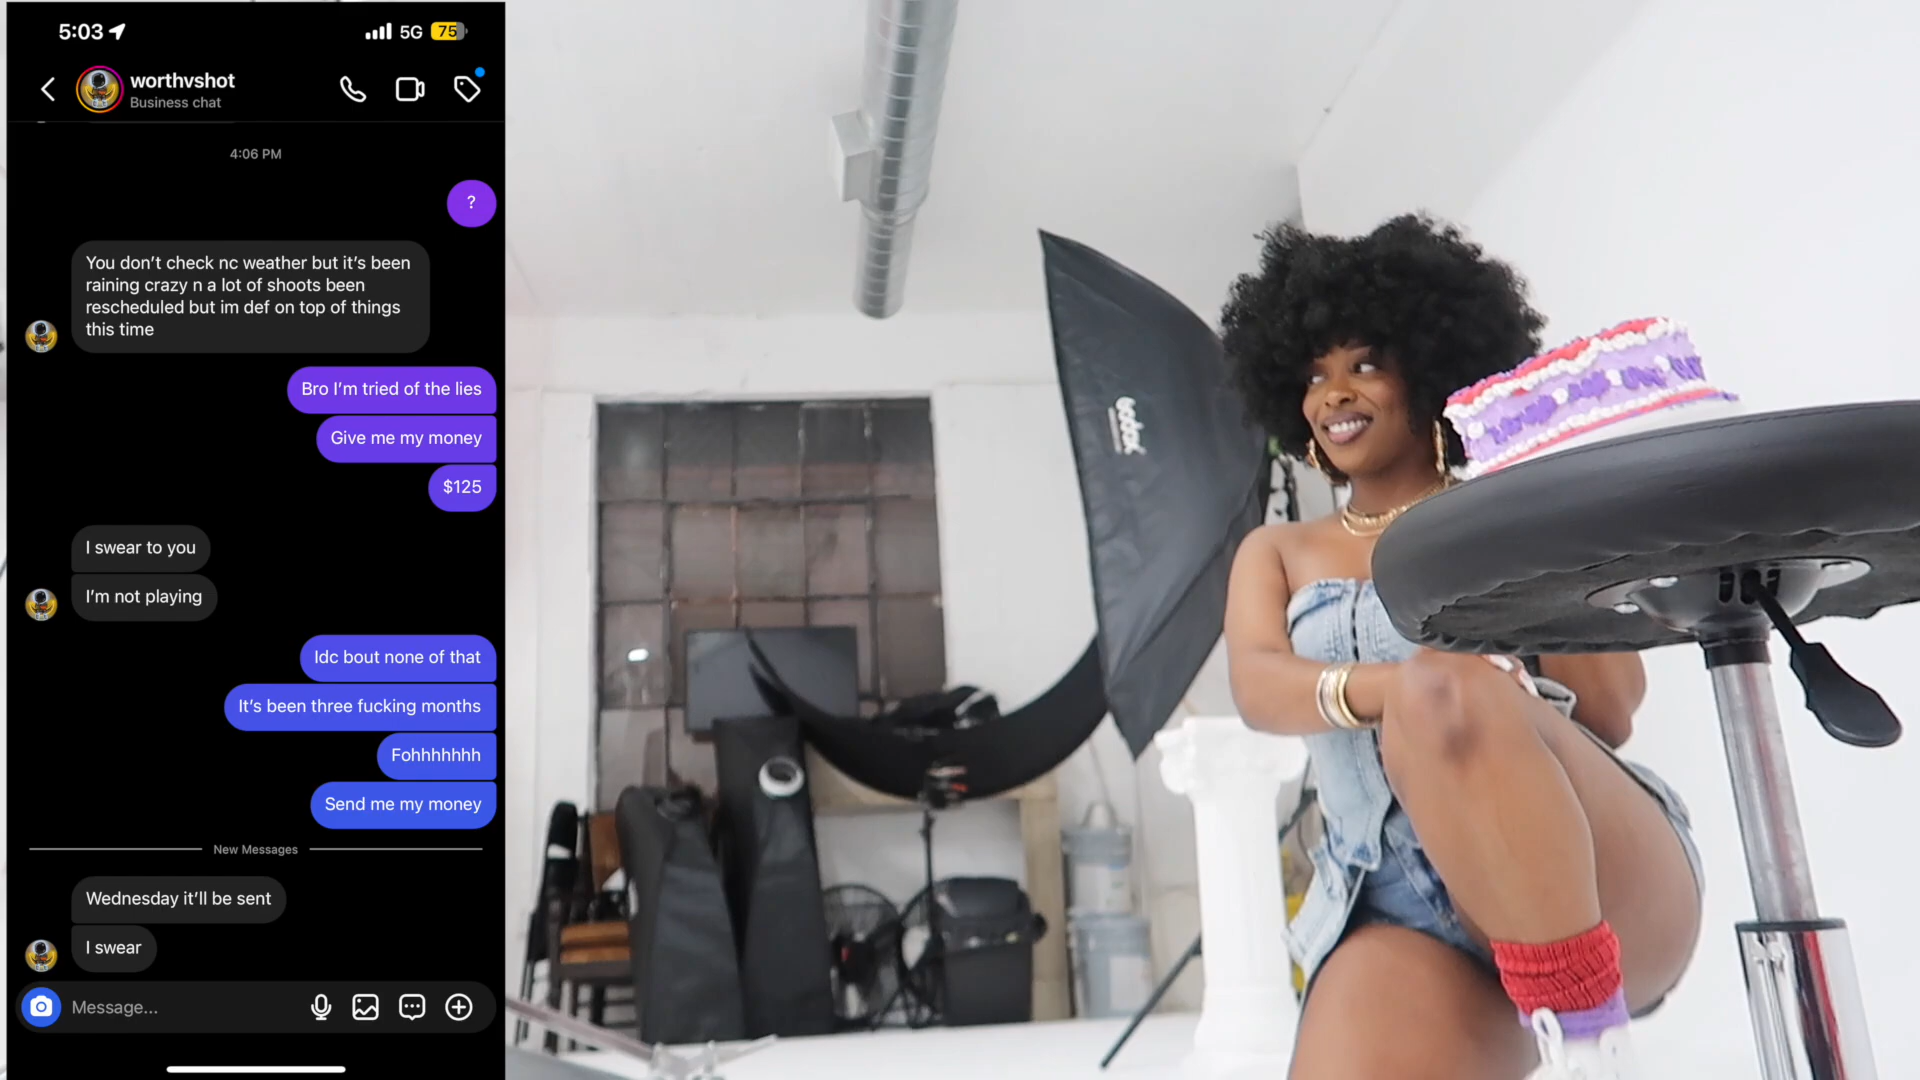 5:03
5G
75
worthvshot
Business chat
4:06 PM
?
You don’t check nc weather but it’s been
raining crazy n a lot of shoots been
rescheduled but im def on top of things
this time
Bro I’m tried of the lies
Give me my money
$125
I swear to you
I’m not playing
Idc bout none of that
It’s been three fucking months
Fohhhhhhh
Send me my money
New Messages
Wednesday it’ll be sent
I swear
Message...
Godox